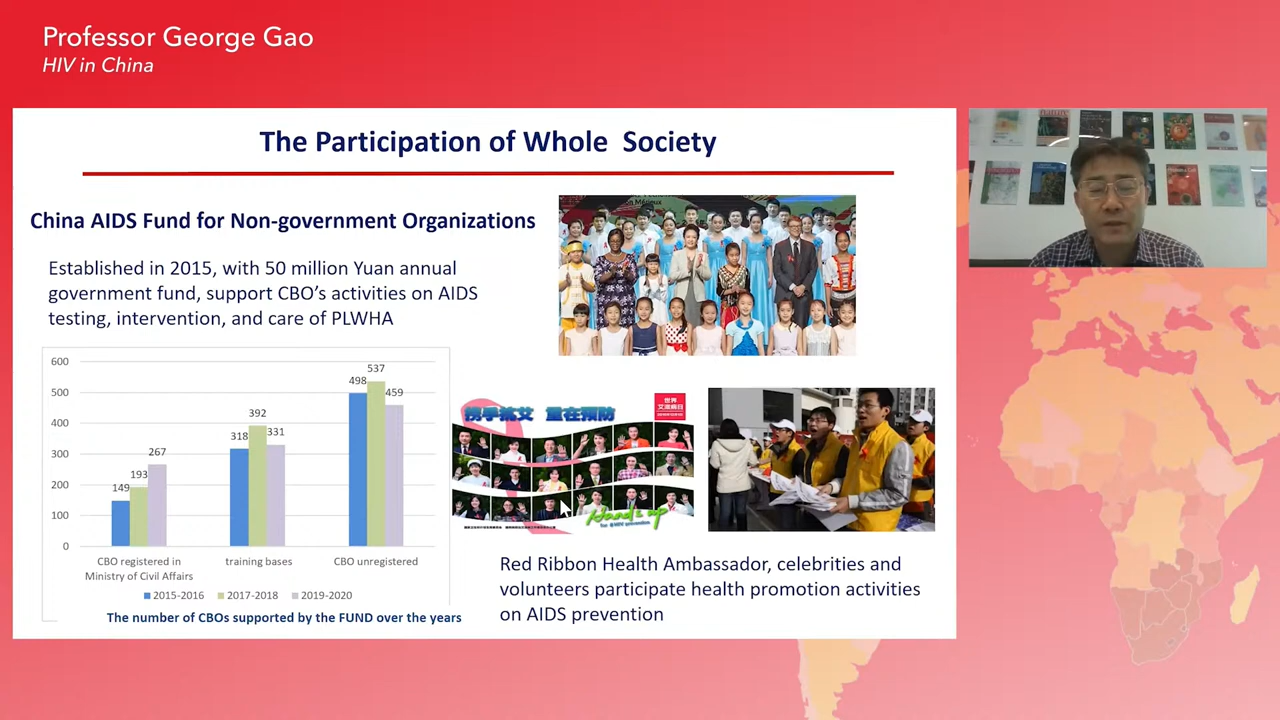 Professor George Gao
HIV in China
The Participation of Whole Society
China AIDS Fund for Non-government Organizations
Established in 2015, with 50 million Yuan annual
government fund, support CBO's activities on AIDS
testing, intervention, and care of PLWHA
600
500
400
300
200
100
0
149
193
267
318
392
331
498
537
459
CBO registered in
Ministry of Civil Affairs
training bases
CBO unregistered
2015-2016
2017-2018
2019-2020
The number of CBOs supported by the FUND over the years
携手抗艾 重在预防
世界
艾滋病日
Hands up
for #HIV prevention
Red Ribbon Health Ambassador, celebrities and
volunteers participate health promotion activities
on AIDS prevention